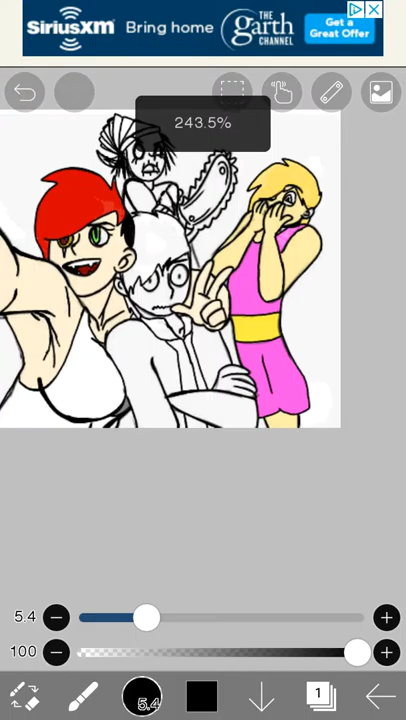 SiriusXM
Bring home
THE
garth
CHANNEL
Get a
Great Offer
243.5%
5.4
100
5.4
1